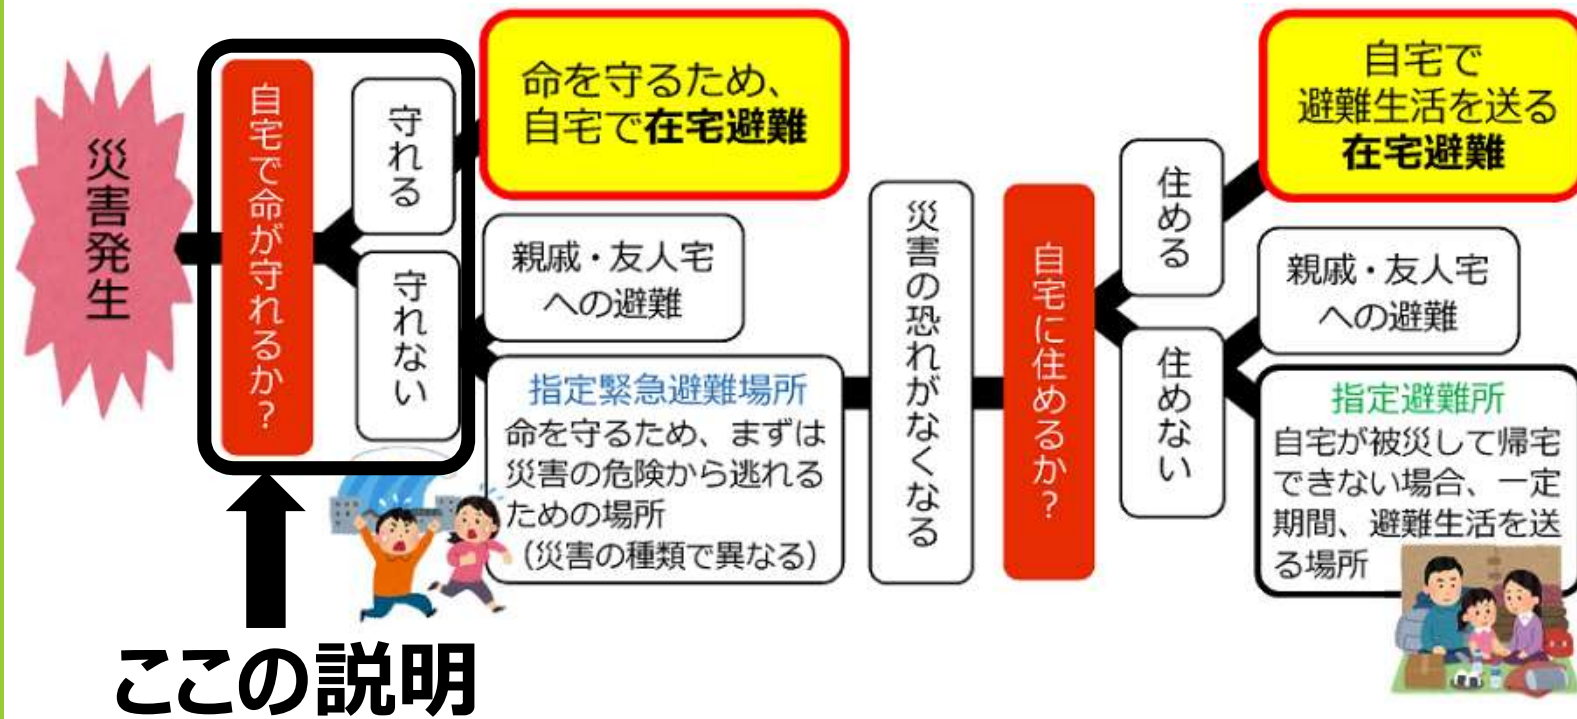 災害発生
自宅で命が守れるか？
守れる
守れない
命を守るため、
自宅で在宅避難
親戚・友人宅
への避難
指定緊急避難場所
命を守るため、まずは
災害の危険から逃れる
ための場所
（災害の種類で異なる）
災害の恐れがなくなる
自宅に住めるか？
住める
住めない
自宅で
避難生活を送る
在宅避難
親戚・友人宅
への避難
指定避難所
自宅が被災して帰宅
できない場合、一定
期間、避難生活を送
る場所
ここの説明